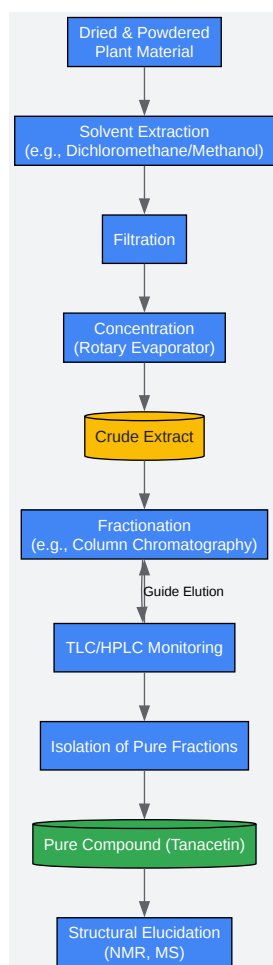 Dried & Powdered
Plant Material
Solvent Extraction
(e.g., Dichloromethane/Methanol)
Filtration
Concentration
(Rotary Evaporator)
Crude Extract
Fractionation
(e.g., Column Chromatography)
Guide Elution
TLC/HPLC Monitoring
Isolation of Pure Fractions
Pure Compound (Tanacetin)
Structural Elucidation
(NMR, MS)